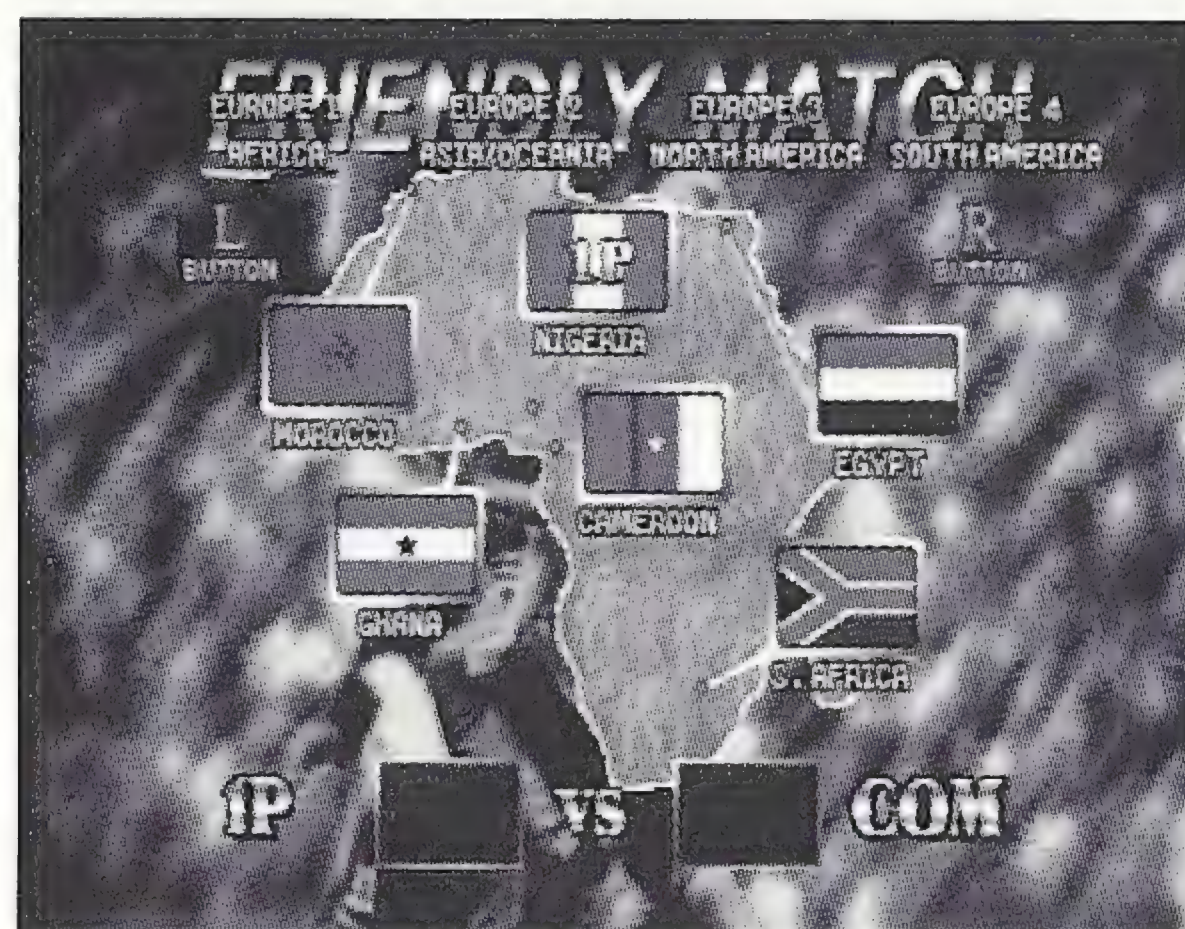 FRIENDLY MATCH
EUROPE 1 EUROPE 2 EUROPE 3 EUROPE 4
AFRICA ASIA/OCEANIA NORTH AMERICA SOUTH AMERICA
L R
BUTTON BUTTON
1P
NIGERIA
MOROCCO
EGYPT
CAMEROON
GHANA
S.AFRICA
1P VS COM